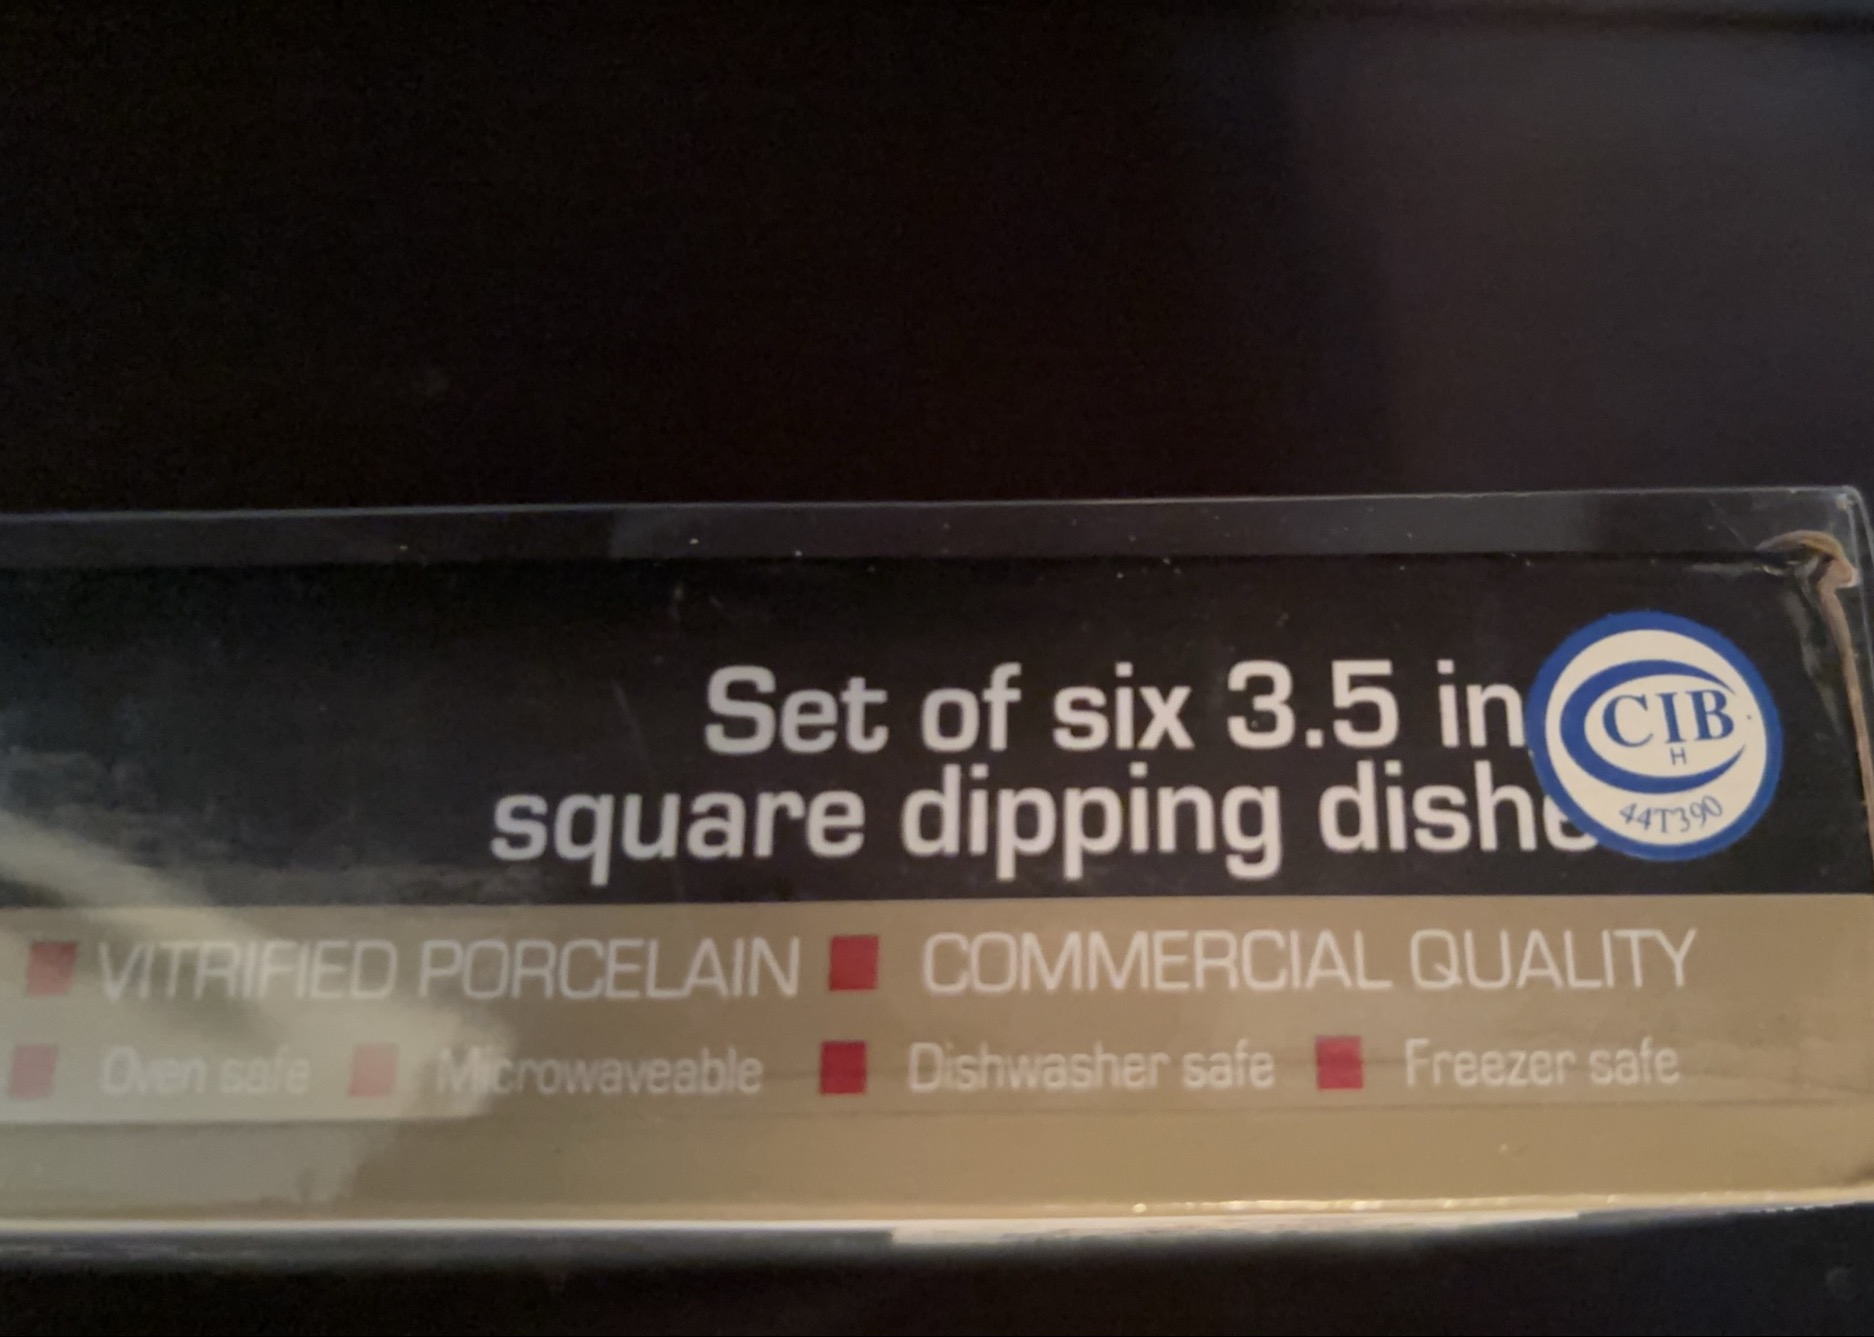 Set of six 3.5 in
square dipping dishe
CIB
H
44T390
VITRIFIED PORCELAIN COMMERCIAL QUALITY
Oven safe Microwaveable Dishwasher safe Freezer safe